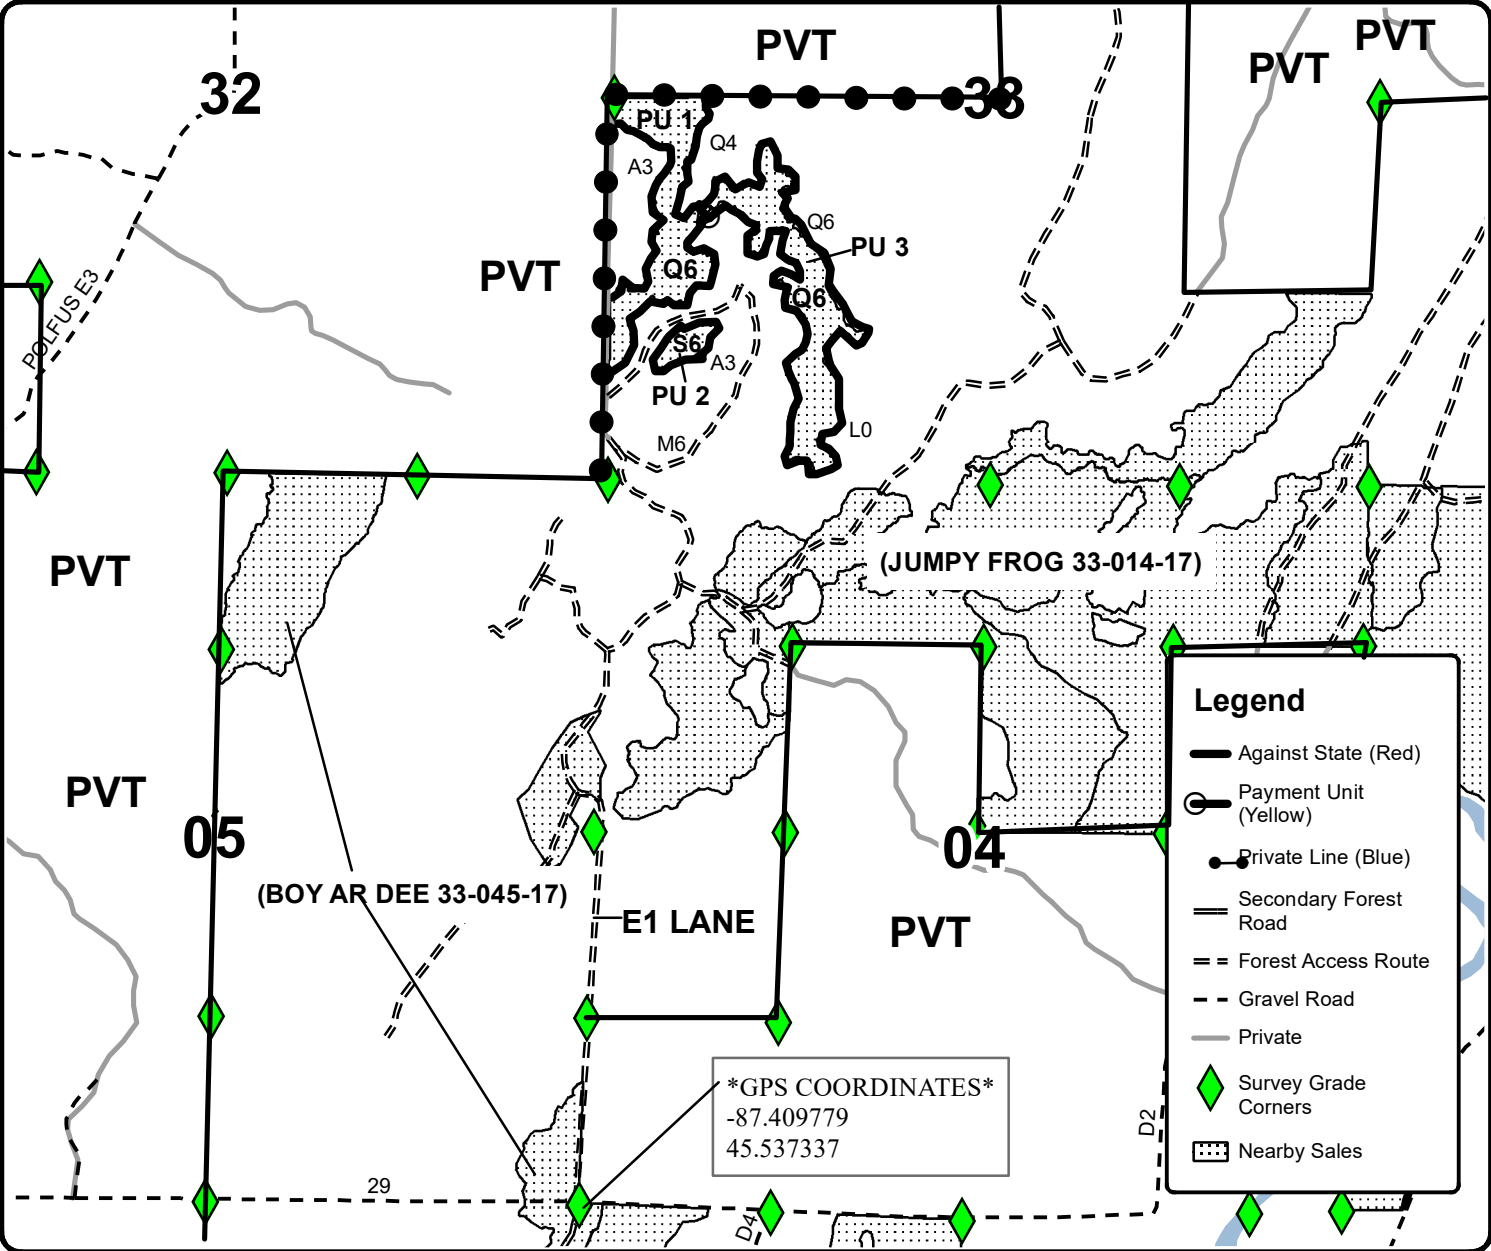 PVT
PVT
PVT
32
33
PU 1
Q4
A3
Q6
PU 3
PVT
Q6
Q6
POLFUS E3
S6
A3
PU 2
L0
M6
PVT
(JUMPY FROG 33-014-17)
PVT
05
04
(BOY AR DEE 33-045-17)
E1 LANE
PVT
*GPS COORDINATES*
-87.409779
45.537337
D2
29
D4
Legend
Against State (Red)
Payment Unit
(Yellow)
Private Line (Blue)
Secondary Forest
Road
Forest Access Route
Gravel Road
Private
Survey Grade
Corners
Nearby Sales